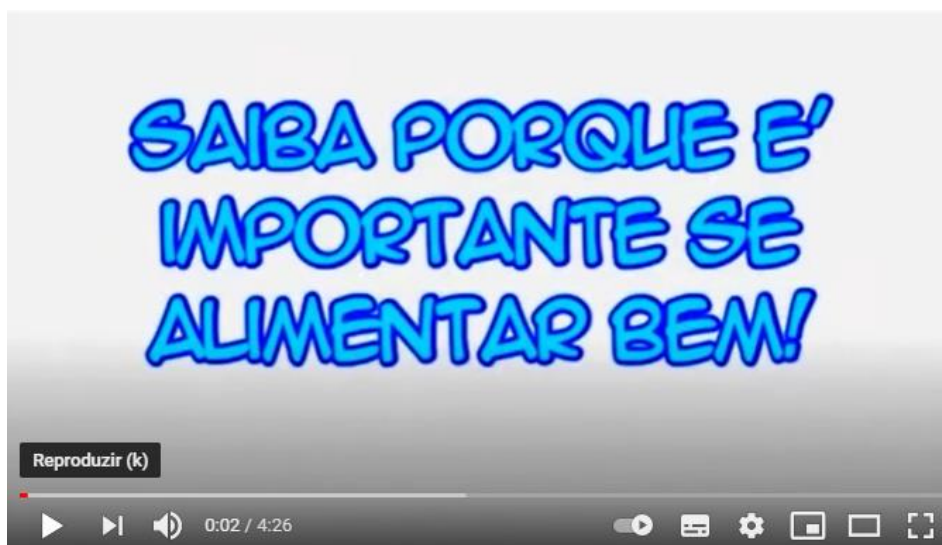 SAIBA PORQUE E'
IMPORTANTE SE
ALIMENTAR BEM!
Reproduzir (k)
0:02 / 4:26